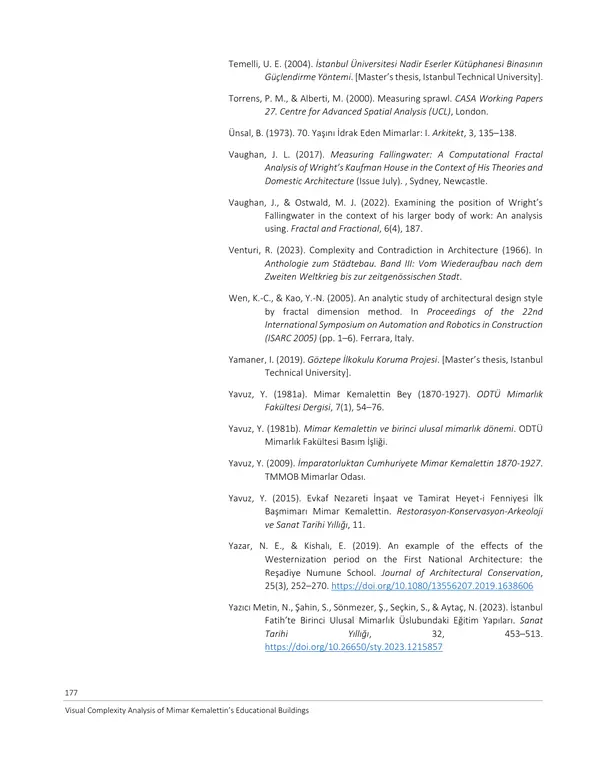 Temelli, U. E. (2004). İstanbul Üniversitesi Nadir Eserler Kütüphanesi Binasının
Güçlendirme Yöntemi. [Master's thesis, Istanbul Technical University].
Torrens, P. M., & Alberti, M. (2000). Measuring sprawl. CASA Working Papers
27. Centre for Advanced Spatial Analysis (UCL), London.
Ünsal, B. (1973). 70. Yaşını İdrak Eden Mimarlar: I. Arkitekt, 3, 135–138.
Vaughan, J. L. (2017). Measuring Fallingwater: A Computational Fractal
Analysis of Wright's Kaufman House in the Context of His Theories and
Domestic Architecture (Issue July). , Sydney, Newcastle.
Vaughan, J., & Ostwald, M. J. (2022). Examining the position of Wright's
Fallingwater in the context of his larger body of work: An analysis
using. Fractal and Fractional, 6(4), 187.
Venturi, R. (2023). Complexity and Contradiction in Architecture (1966). In
Anthologie zum Städtebau. Band III: Vom Wiederaufbau nach dem
Zweiten Weltkrieg bis zur zeitgenössischen Stadt.
Wen, K.-C., & Kao, Y.-N. (2005). An analytic study of architectural design style
by fractal dimension method. In Proceedings of the 22nd
International Symposium on Automation and Robotics in Construction
(ISARC 2005) (pp. 1–6). Ferrara, Italy.
Yamaner, I. (2019). Göztepe İlkokulu Koruma Projesi. [Master's thesis, Istanbul
Technical University].
Yavuz, Y. (1981a). Mimar Kemalettin Bey (1870-1927). ODTÜ Mimarlık
Fakültesi Dergisi, 7(1), 54–76.
Yavuz, Y. (1981b). Mimar Kemalettin ve birinci ulusal mimarlık dönemi. ODTÜ
Mimarlık Fakültesi Basım İşliği.
Yavuz, Y. (2009). İmparatorluktan Cumhuriyete Mimar Kemalettin 1870-1927.
TMMOB Mimarlar Odası.
Yavuz, Y. (2015). Evkaf Nezareti İnşaat ve Tamirat Heyet-i Fenniyesi İlk
Başmimarı Mimar Kemalettin. Restorasyon-Konservasyon-Arkeoloji
ve Sanat Tarihi Yıllığı, 11.
Yazar, N. E., & Kishalı, E. (2019). An example of the effects of the
Westernization period on the First National Architecture: the
Reşadiye Numune School. Journal of Architectural Conservation,
25(3), 252–270. https://doi.org/10.1080/13556207.2019.1638606
Yazıcı Metin, N., Şahin, S., Sönmezer, Ş., Seçkin, S., & Aytaç, N. (2023). İstanbul
Fatih'te Birinci Ulusal Mimarlık Üslubundaki Eğitim Yapıları. Sanat
Tarihi Yıllığı, 32, 453–513.
https://doi.org/10.26650/sty.2023.1215857
177
Visual Complexity Analysis of Mimar Kemalettin's Educational Buildings